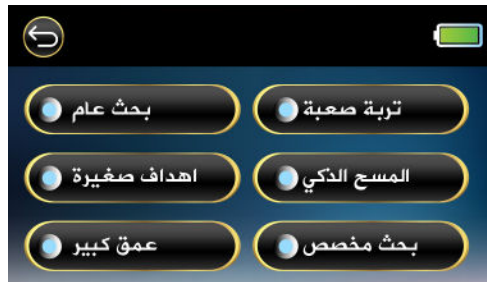 تربة صعبة
بحث عام
المسح الذكي
اهداف صغيرة
بحث مخصص
عمق كبير